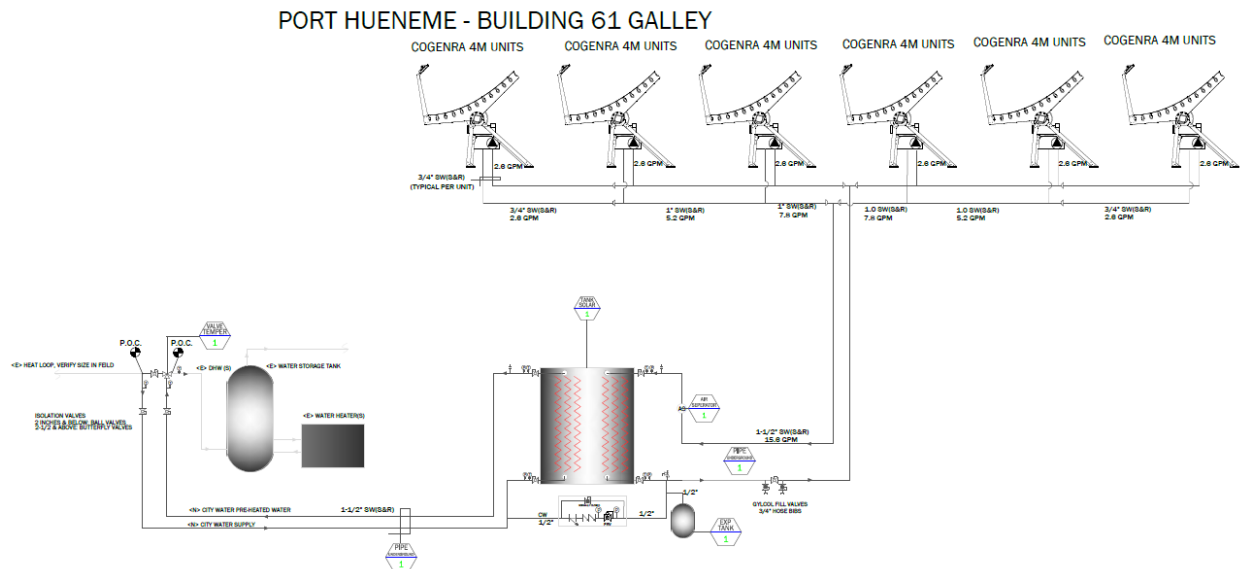 PORT HUENEME - BUILDING 61 GALLEY
COGENRA 4M UNITS
COGENRA 4M UNITS
COGENRA 4M UNITS
COGENRA 4M UNITS
COGENRA 4M UNITS
COGENRA 4M UNITS
2.6 GPM
2.6 GPM
2.6 GPM
2.6 GPM
2.6 GPM
2.6 GPM
3/4" SW(S&R)
(TYPICAL PER UNIT)
3/4" SW(S&R)
2.6 GPM
1" SW(S&R)
5.2 GPM
1" SW(S&R)
7.8 GPM
1.0 SW(S&R)
7.8 GPM
1.0 SW(S&R)
5.2 GPM
3/4" SW(S&R)
2.6 GPM
TANK
SOLAR
1
VALVE
TEMPER
1
P.O.C.
P.O.C.
<E> HEAT LOOP, VERIFY SIZE IN FEILD
<E> DHW (S)
<E> WATER STORAGE TANK
<E> WATER HEATER(S)
ISOLATION VALVES
2 INCHES & BELOW, BALL VALVES
2-1/2 & ABOVE BUTTERFLY VALVES
AS
AIR
SEPERATOR
1
1-1/2" SW(S&R)
15.6 GPM
PIPE
1
1/2"
GYLCOL FILL VALVES
3/4" HOSE BIBS
<N> CITY WATER PRE-HEATED WATER
1-1/2" SW(S&R)
<N> CITY WATER SUPPLY
CW
1/2"
1/2"
EXP
TANK
1
PIPE
1